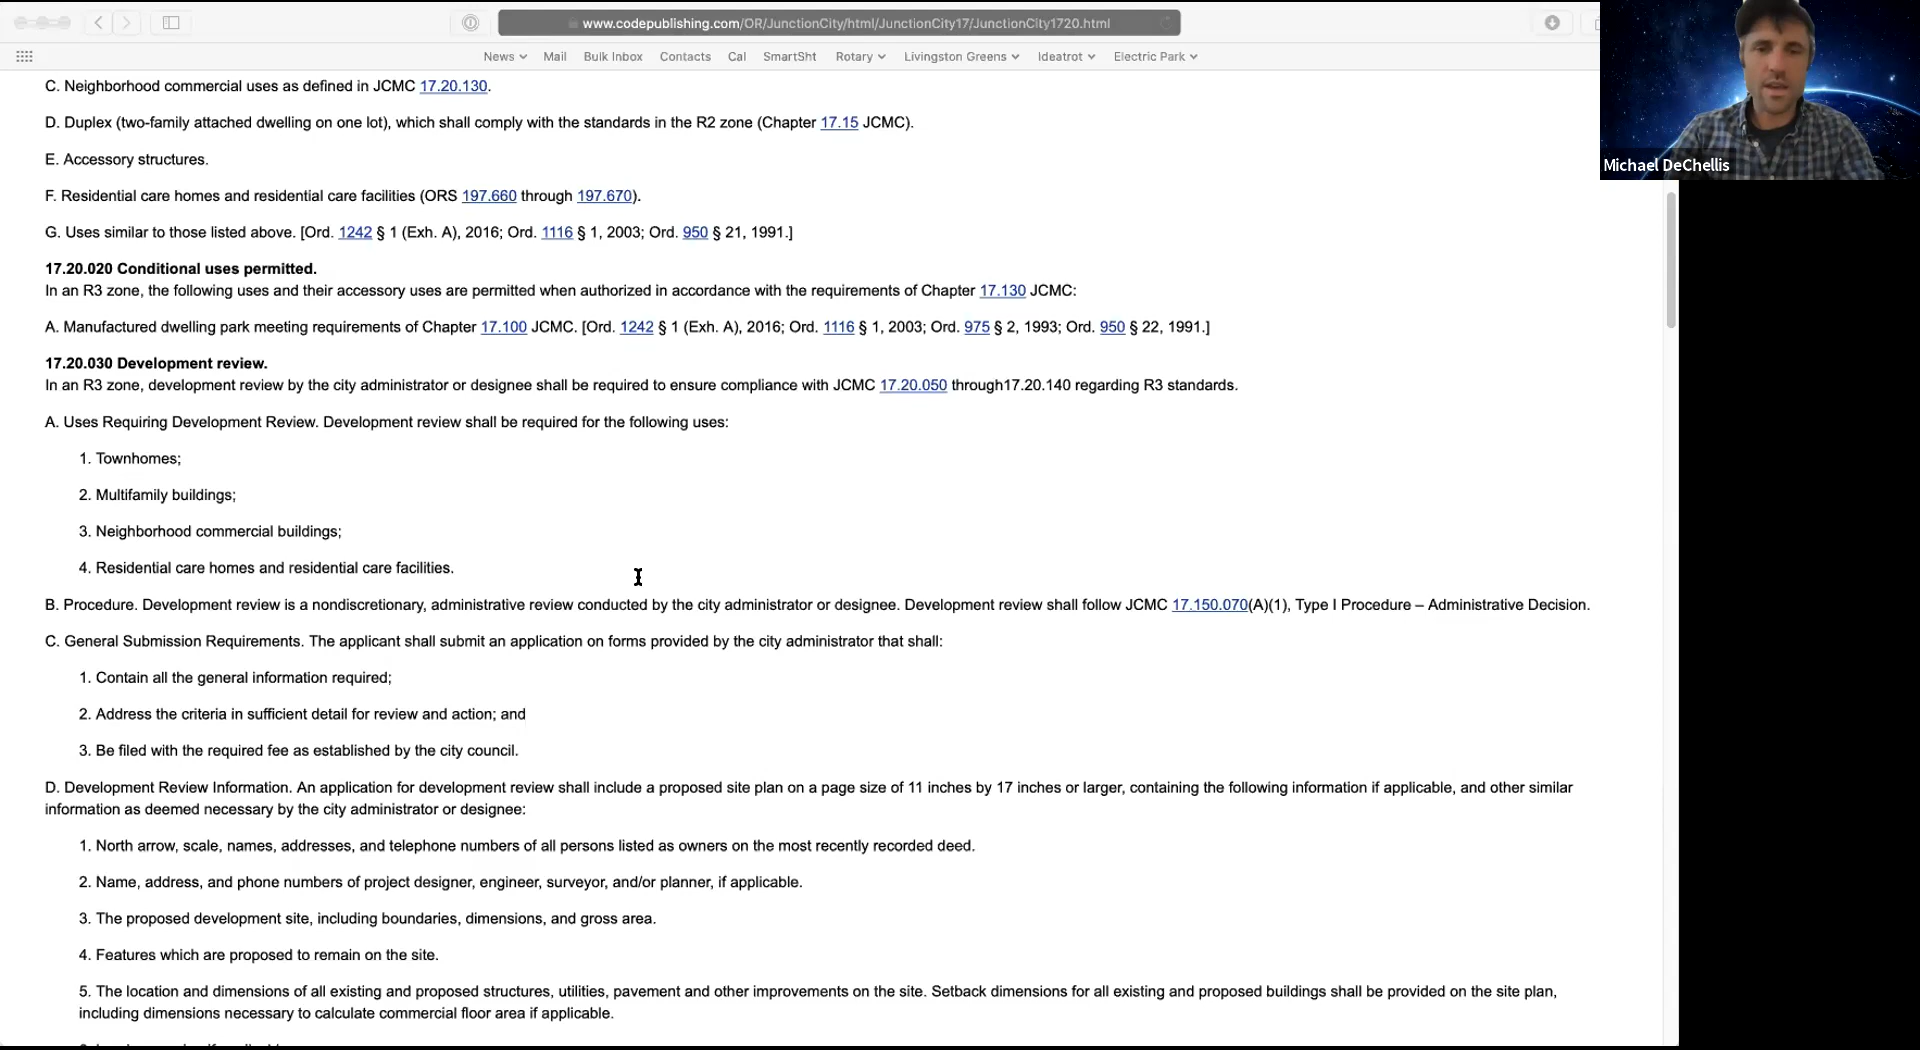 www.codepublishing.com/OR/JunctionCity/html/JunctionCity17/JunctionCity1720.html
News Mail Bulk Inbox Contacts Cal SmartSht Rotary Livingston Greens Ideatrot Electric Park
Michael DeChellis
C. Neighborhood commercial uses as defined in JCMC 17.20.130.
D. Duplex (two-family attached dwelling on one lot), which shall comply with the standards in the R2 zone (Chapter 17.15 JCMC).
E. Accessory structures.
F. Residential care homes and residential care facilities (ORS 197.660 through 197.670).
G. Uses similar to those listed above. [Ord. 1242 § 1 (Exh. A), 2016; Ord. 1116 § 1, 2003; Ord. 950 § 21, 1991.]
17.20.020 Conditional uses permitted.
In an R3 zone, the following uses and their accessory uses are permitted when authorized in accordance with the requirements of Chapter 17.130 JCMC:
A. Manufactured dwelling park meeting requirements of Chapter 17.100 JCMC. [Ord. 1242 § 1 (Exh. A), 2016; Ord. 1116 § 1, 2003; Ord. 975 § 2, 1993; Ord. 950 § 22, 1991.]
17.20.030 Development review.
In an R3 zone, development review by the city administrator or designee shall be required to ensure compliance with JCMC 17.20.050 through17.20.140 regarding R3 standards.
A. Uses Requiring Development Review. Development review shall be required for the following uses:
1. Townhomes;
2. Multifamily buildings;
3. Neighborhood commercial buildings;
4. Residential care homes and residential care facilities.
B. Procedure. Development review is a nondiscretionary, administrative review conducted by the city administrator or designee. Development review shall follow JCMC 17.150.070(A)(1), Type I Procedure – Administrative Decision.
C. General Submission Requirements. The applicant shall submit an application on forms provided by the city administrator that shall:
1. Contain all the general information required;
2. Address the criteria in sufficient detail for review and action; and
3. Be filed with the required fee as established by the city council.
D. Development Review Information. An application for development review shall include a proposed site plan on a page size of 11 inches by 17 inches or larger, containing the following information if applicable, and other similar
information as deemed necessary by the city administrator or designee:
1. North arrow, scale, names, addresses, and telephone numbers of all persons listed as owners on the most recently recorded deed.
2. Name, address, and phone numbers of project designer, engineer, surveyor, and/or planner, if applicable.
3. The proposed development site, including boundaries, dimensions, and gross area.
4. Features which are proposed to remain on the site.
5. The location and dimensions of all existing and proposed structures, utilities, pavement and other improvements on the site. Setback dimensions for all existing and proposed buildings shall be provided on the site plan,
including dimensions necessary to calculate commercial floor area if applicable.